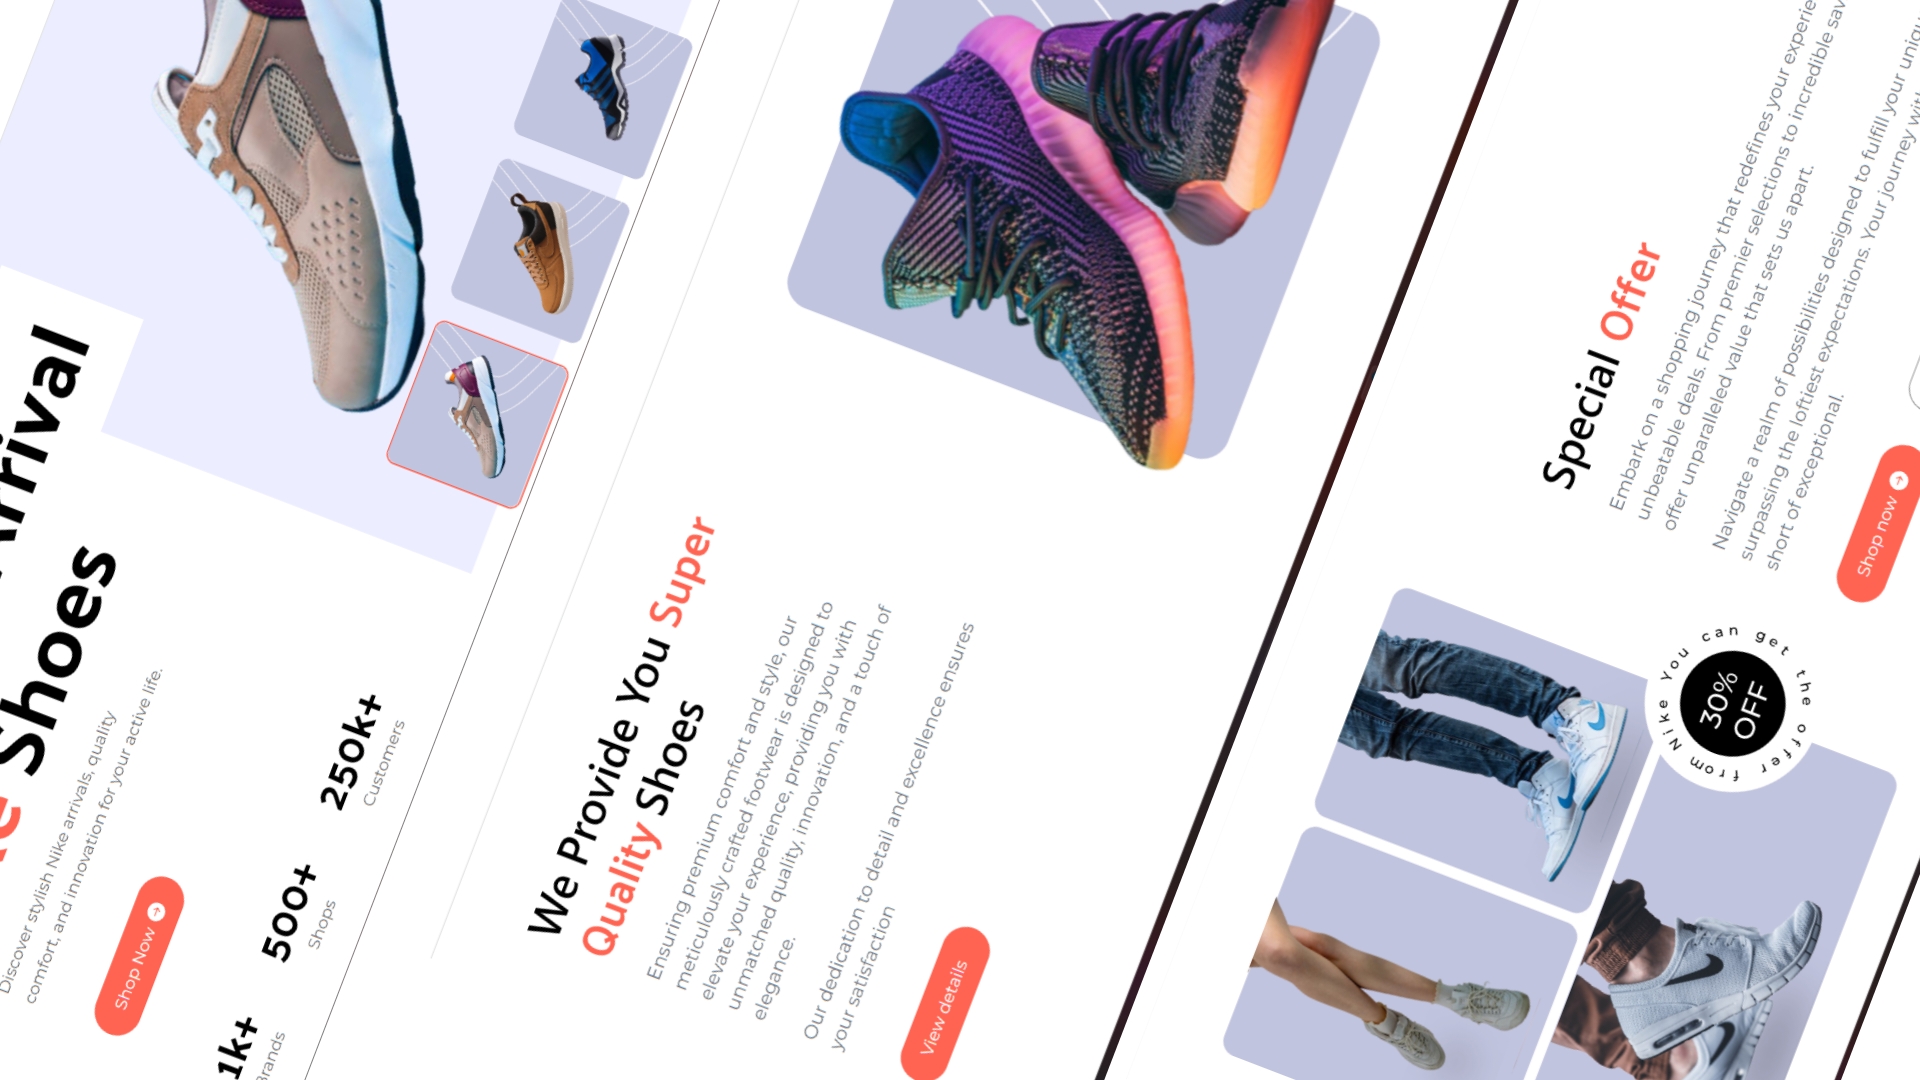 Arrival
Shoes
Discover stylish Nike arrivals, quality
comfort, and innovation for your active life.
Shop Now
1k+
Brands
500+
Shops
250k+
Customers
We Provide You Super
Quality Shoes
Ensuring premium comfort and style, our
meticulously crafted footwear is designed to
elevate your experience, providing you with
unmatched quality, innovation, and a touch of
elegance.
Our dedication to detail and excellence ensures
your satisfaction
View details
Special Offer
Embark on a shopping journey that redefines your
unbeatable deals. From premier selections to incredible
offer unparalleled value that sets us apart.
Navigate a realm of possibilities designed to fulfill your
surpassing the loftiest expectations. Your journey
short of exceptional.
Shop now
You can get the offer from Nike
30%
OFF